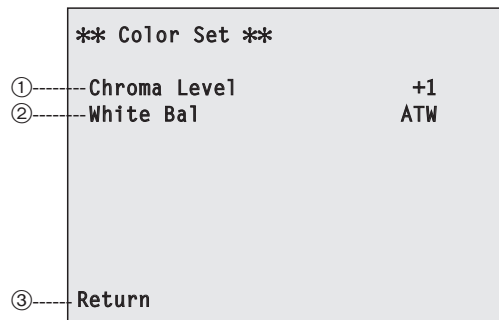 ** Color Set **
① Chroma Level +1
② White Bal ATW
③ Return